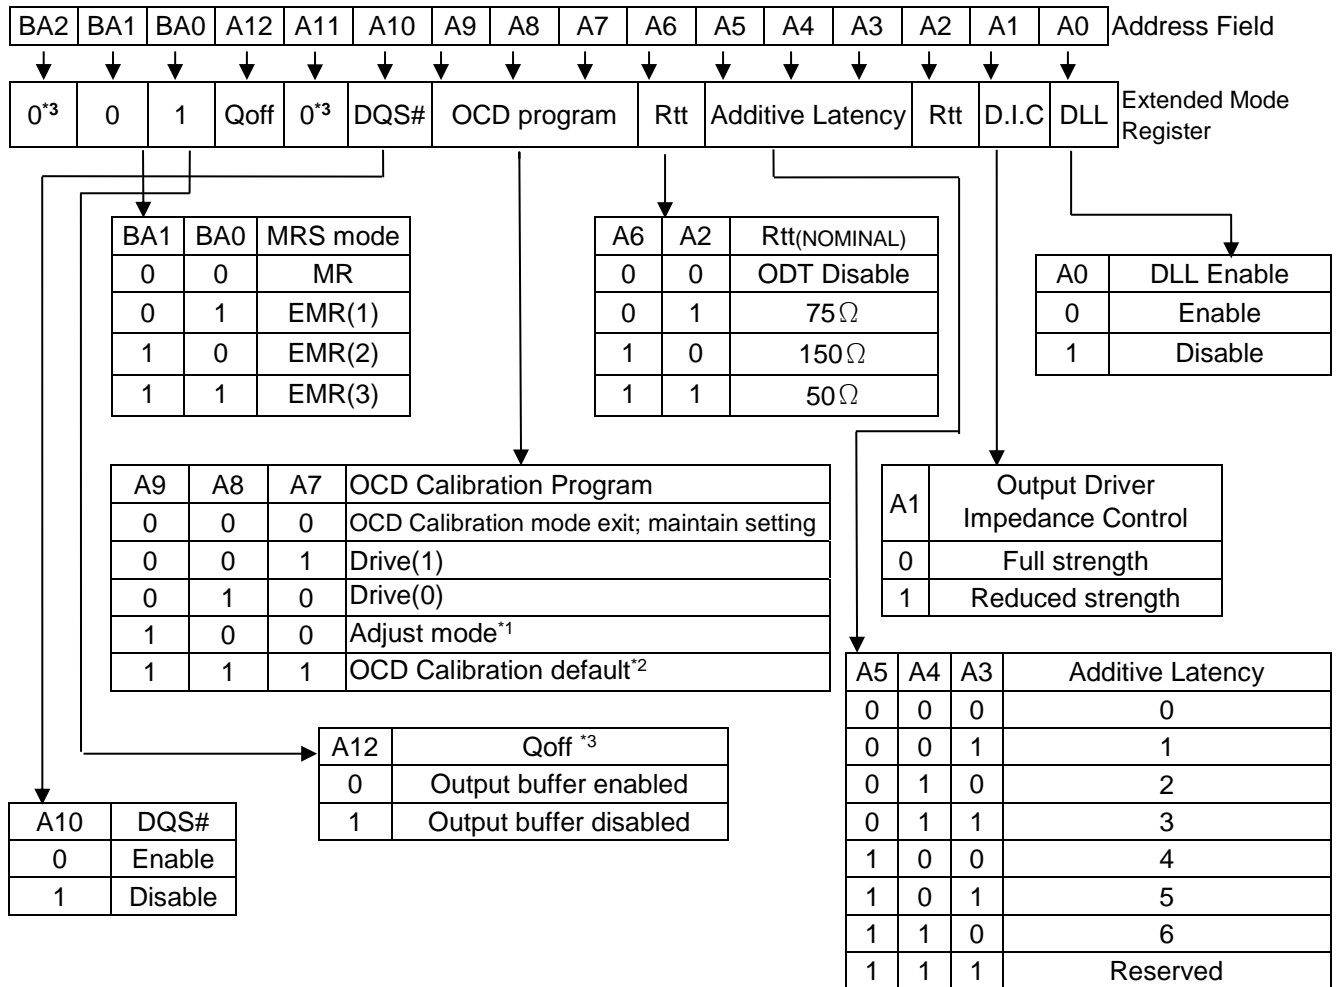 BA2 BA1 BA0 A12 A11 A10 A9 A8 A7 A6 A5 A4 A3 A2 A1 A0 Address Field
0*3 0 1 Qoff 0*3 DQS# OCD program Rtt Additive Latency Rtt D.I.C DLL Extended Mode Register
BA1 BA0 MRS mode
0 0 MR
0 1 EMR(1)
1 0 EMR(2)
1 1 EMR(3)
A6 A2 Rtt(NOMINAL)
0 0 ODT Disable
0 1 75Ω
1 0 150Ω
1 1 50Ω
A0 DLL Enable
0 Enable
1 Disable
A9 A8 A7 OCD Calibration Program
0 0 0 OCD Calibration mode exit; maintain setting
0 0 1 Drive(1)
0 1 0 Drive(0)
1 0 0 Adjust mode*1
1 1 1 OCD Calibration default*2
A1 Output Driver Impedance Control
0 Full strength
1 Reduced strength
A12 Qoff *3
0 Output buffer enabled
1 Output buffer disabled
A10 DQS#
0 Enable
1 Disable
A5 A4 A3 Additive Latency
0 0 0 0
0 0 1 1
0 1 0 2
0 1 1 3
1 0 0 4
1 0 1 5
1 1 0 6
1 1 1 Reserved